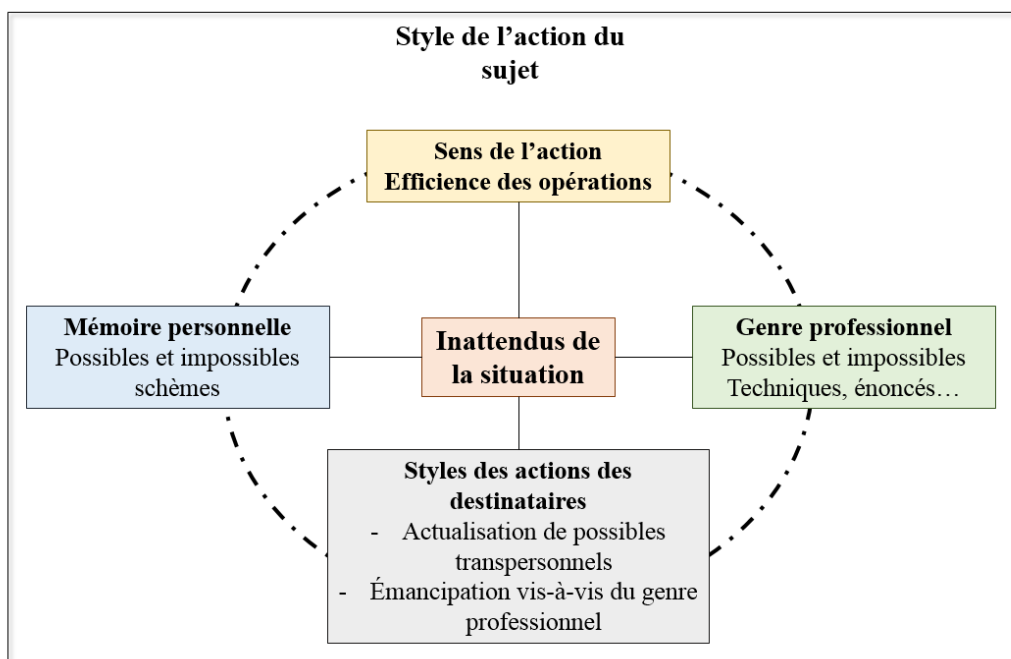 Style de l’action du
sujet
Sens de l’action
Efficience des opérations
Mémoire personnelle
Possibles et impossibles
schèmes
Inattendus de
la situation
Genre professionnel
Possibles et impossibles
Techniques, énoncés…
Styles des actions des
destinataires
- Actualisation de possibles
transpersonnels
- Émancipation vis-à-vis du genre
professionnel